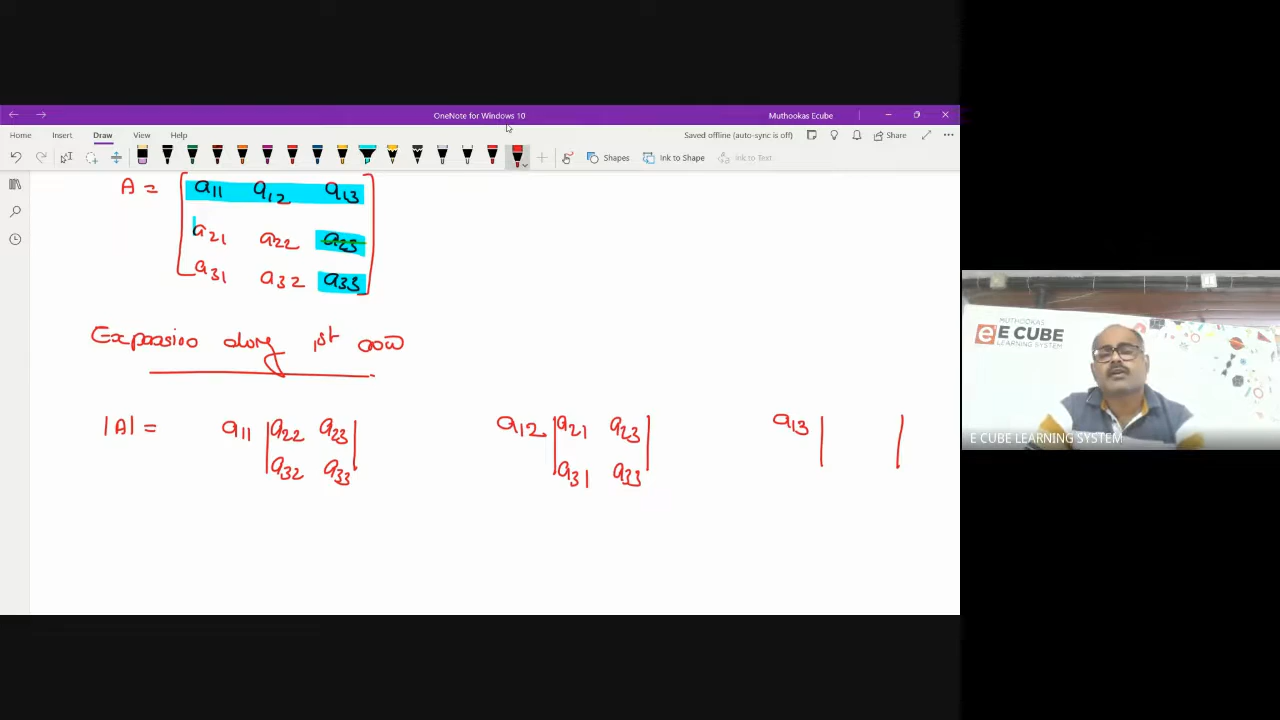 OneNote for Windows 10
Muthookas Ecube
Home Insert Draw View Help
Saved offline (auto-sync is off)
Share
Shapes
Ink to Shape
Ink to Text
A = [a11 a12 a13
a21 a22 a23
a31 a32 a33]
Expansion along 1st row
|A| = a11 |a22 a23| a12 |a21 a23| a13 | |
|a32 a33| |a31 a33|
MUTHOOKAS
e E CUBE
LEARNING SYSTEM
E CUBE LEARNING SYSTEM